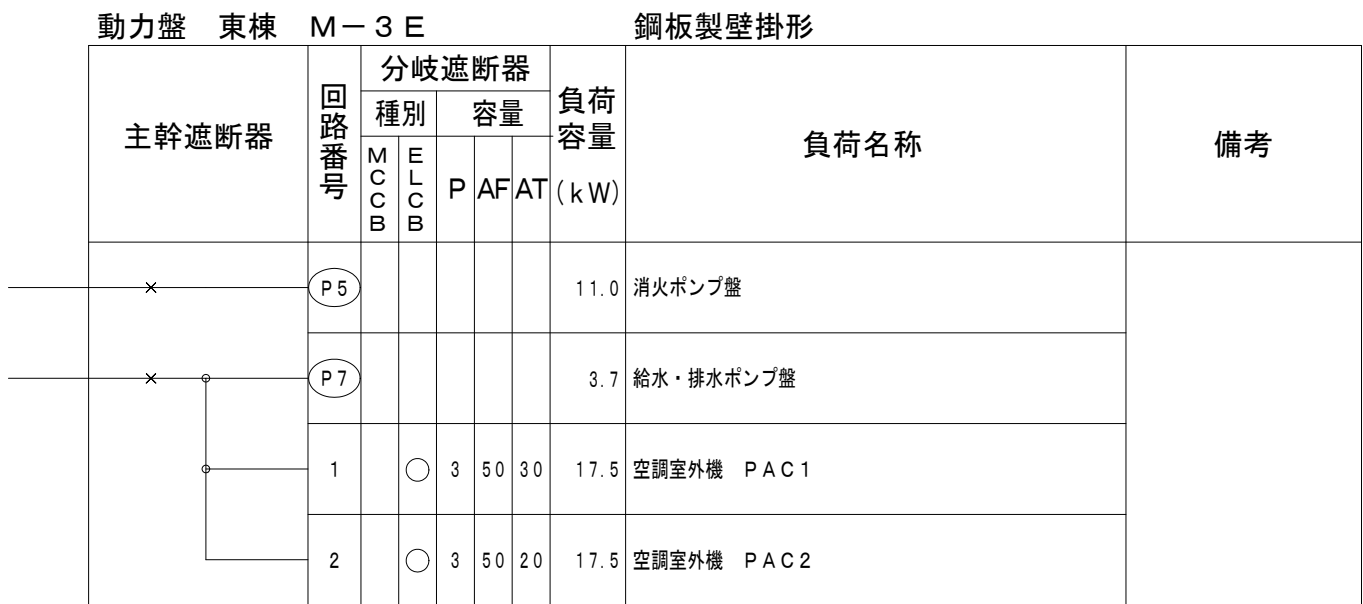 動力盤 東棟 M-3E 鋼板製壁掛形
主幹遮断器 回路番号 分岐遮断器 負荷容量(kW) 負荷名称 備考
種別 容量
MCCB ELCB P AF AT
P5 11.0 消火ポンプ盤
P7 3.7 給水・排水ポンプ盤
1 ○ 3 50 30 17.5 空調室外機 PAC1
2 ○ 3 50 20 17.5 空調室外機 PAC2